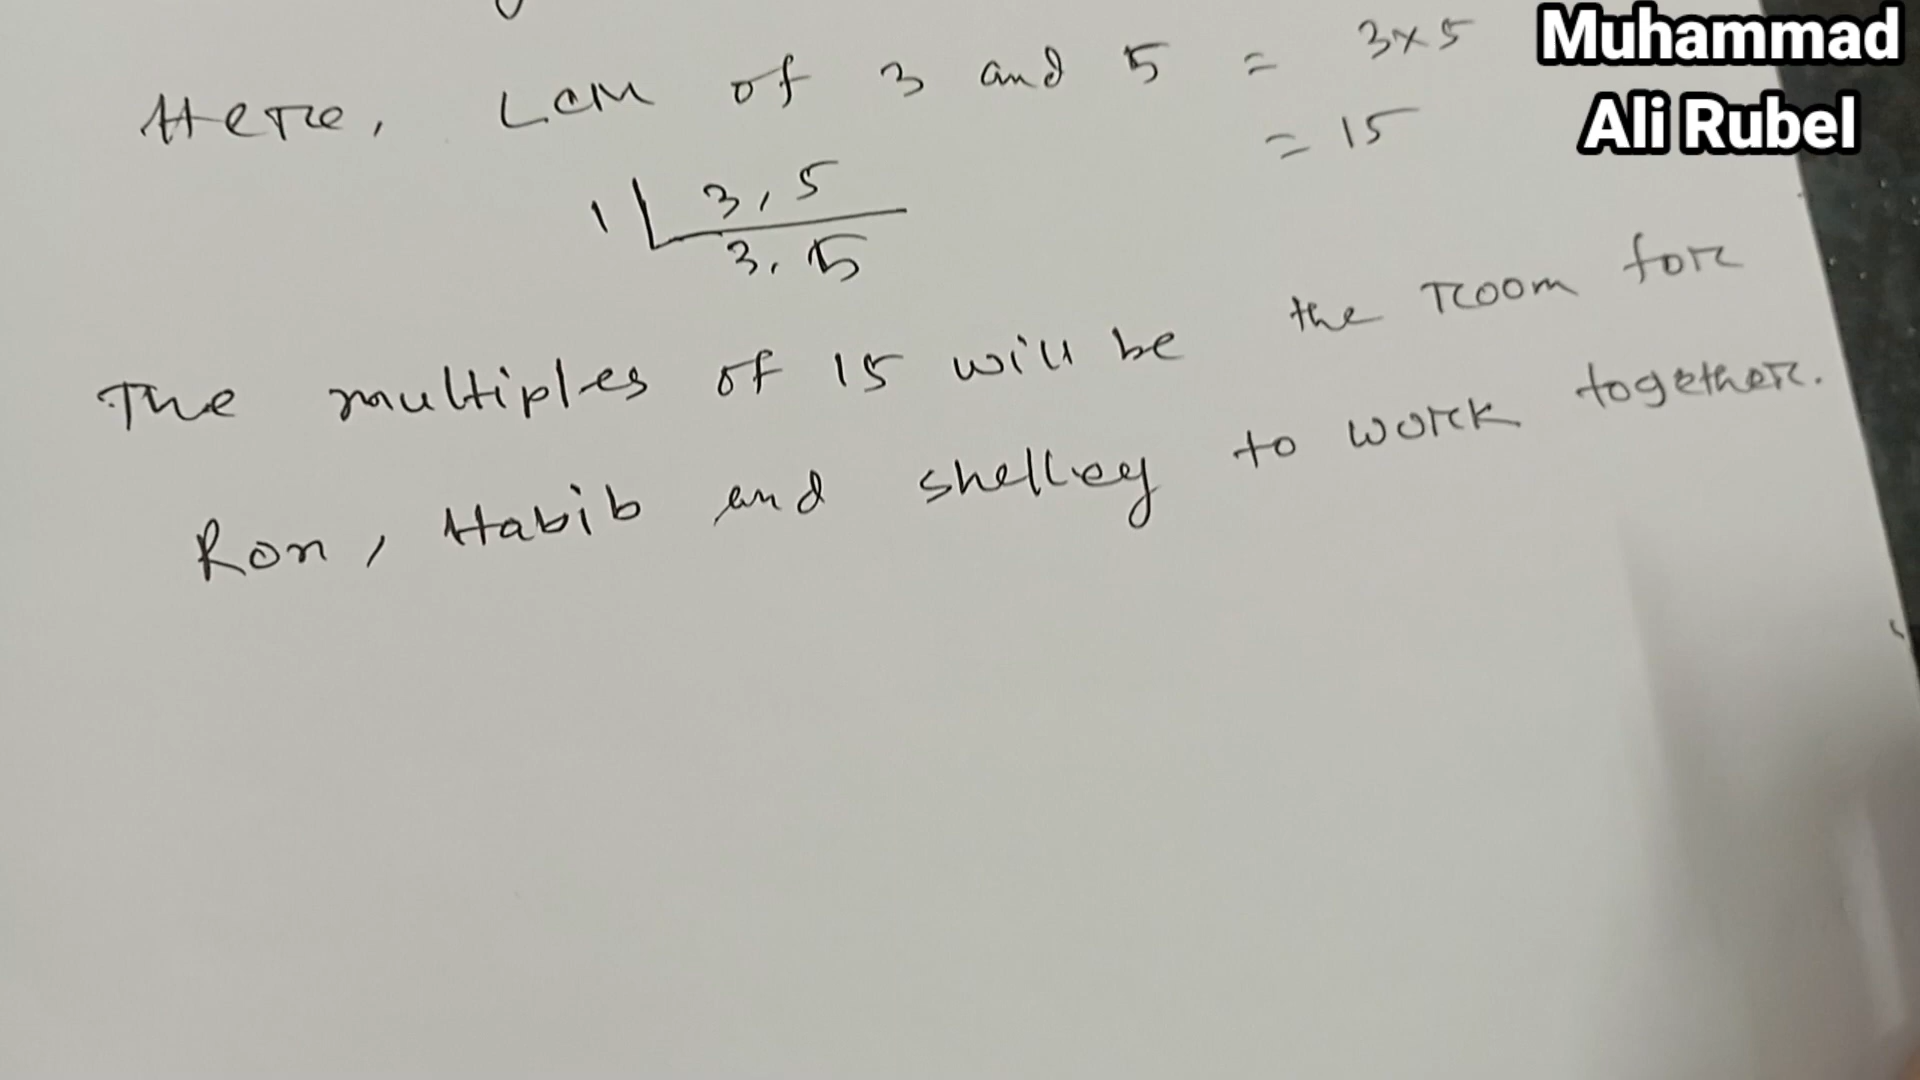 Here, LCM of 3 and 5 = 3×5
= 15
1 3, 5
3, 5
The multiples of 15 will be the room for
Ron, Habib and shelley to work together.
Muhammad
Ali Rubel